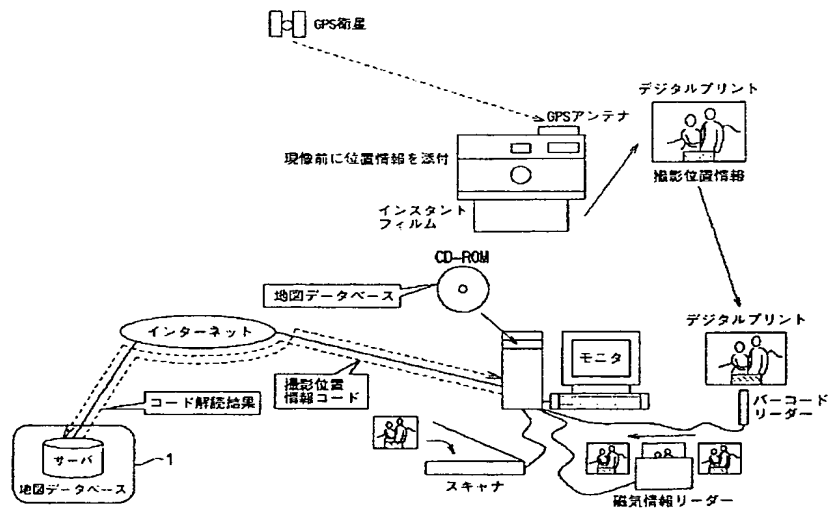 GPS衛星
デジタルプリント
GPSアンテナ
現像前に位置情報を添付
撮影位置情報
インスタント
フィルム
CD-ROM
地図データベース
デジタルプリント
インターネット
モニタ
撮影位置
情報コード
コード解読結果
バーコード
リーダー
サーバ
1
地図データベース
スキャナ
磁気情報リーダー